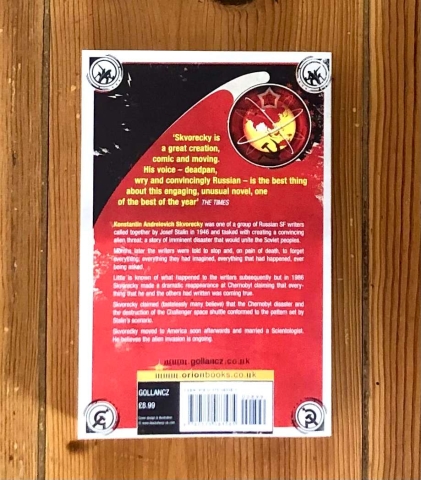 'Skvorecky is
a great creation,
comic and moving.
His voice – deadpan,
wry and convincingly Russian – is the best thing
about this engaging, unusual novel, one
of the best of the year' THE TIMES
Konstantin Andreiovich Skvorecky was one of a group of Russian SF writers
called together by Josef Stalin in 1946 and tasked with creating a convincing
alien threat; a story of imminent disaster that would unite the Soviet peoples.
Months later the writers were told to stop and, on pain of death, to forget
everything; everything they had imagined, everything that had happened, ever
being asked.
Little is known of what happened to the writers subsequently but in 1986
Skvorecky made a dramatic reappearance at Chernobyl claiming that every-
thing that he and the others had written was coming true.
Skvorecky claimed (tastelessly many believe) that the Chernobyl disaster and
the destruction of the Challenger space shuttle conformed to the pattern set by
Stalin's scenario.
Skvorecky moved to America soon afterwards and married a Scientologist.
He believes the alien invasion is ongoing.
www.gollancz.co.uk
www.orionbooks.co.uk
GOLLANCZ
£8.99